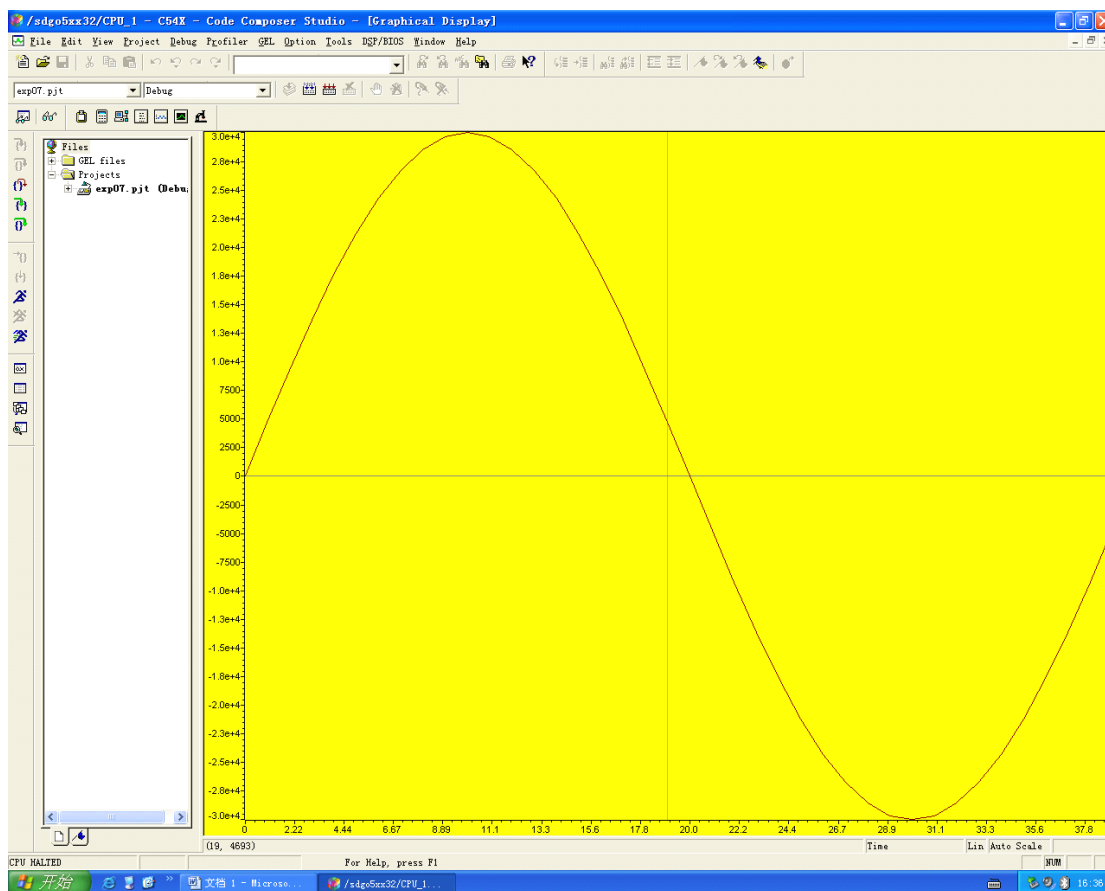 /sdgo5xx32/CPU_1 - C54X - Code Composer Studio - [Graphical Display]
File Edit View Project Debug Profiler GEL Option Tools DSP/BIOS Window Help
exp07.pjt Debug
Files
GEL files
Projects
exp07.pjt (Debu
3.0e+4
2.8e+4
2.5e+4
2.3e+4
2.0e+4
1.8e+4
1.5e+4
1.3e+4
1.0e+4
7500
5000
2500
0
-2500
-5000
-7500
-1.0e+4
-1.3e+4
-1.5e+4
-1.8e+4
-2.0e+4
-2.3e+4
-2.5e+4
-2.8e+4
-3.0e+4
0 2.22 4.44 6.67 8.89 11.1 13.3 15.6 17.8 20.0 22.2 24.4 26.7 28.9 31.1 33.3 35.6 37.8
(19, 4693) Time Lin Auto Scale
CPU HALTED For Help, press F1 NUM
开始 文档 1 - Microso... /sdgo5xx32/CPU_1... 16:36